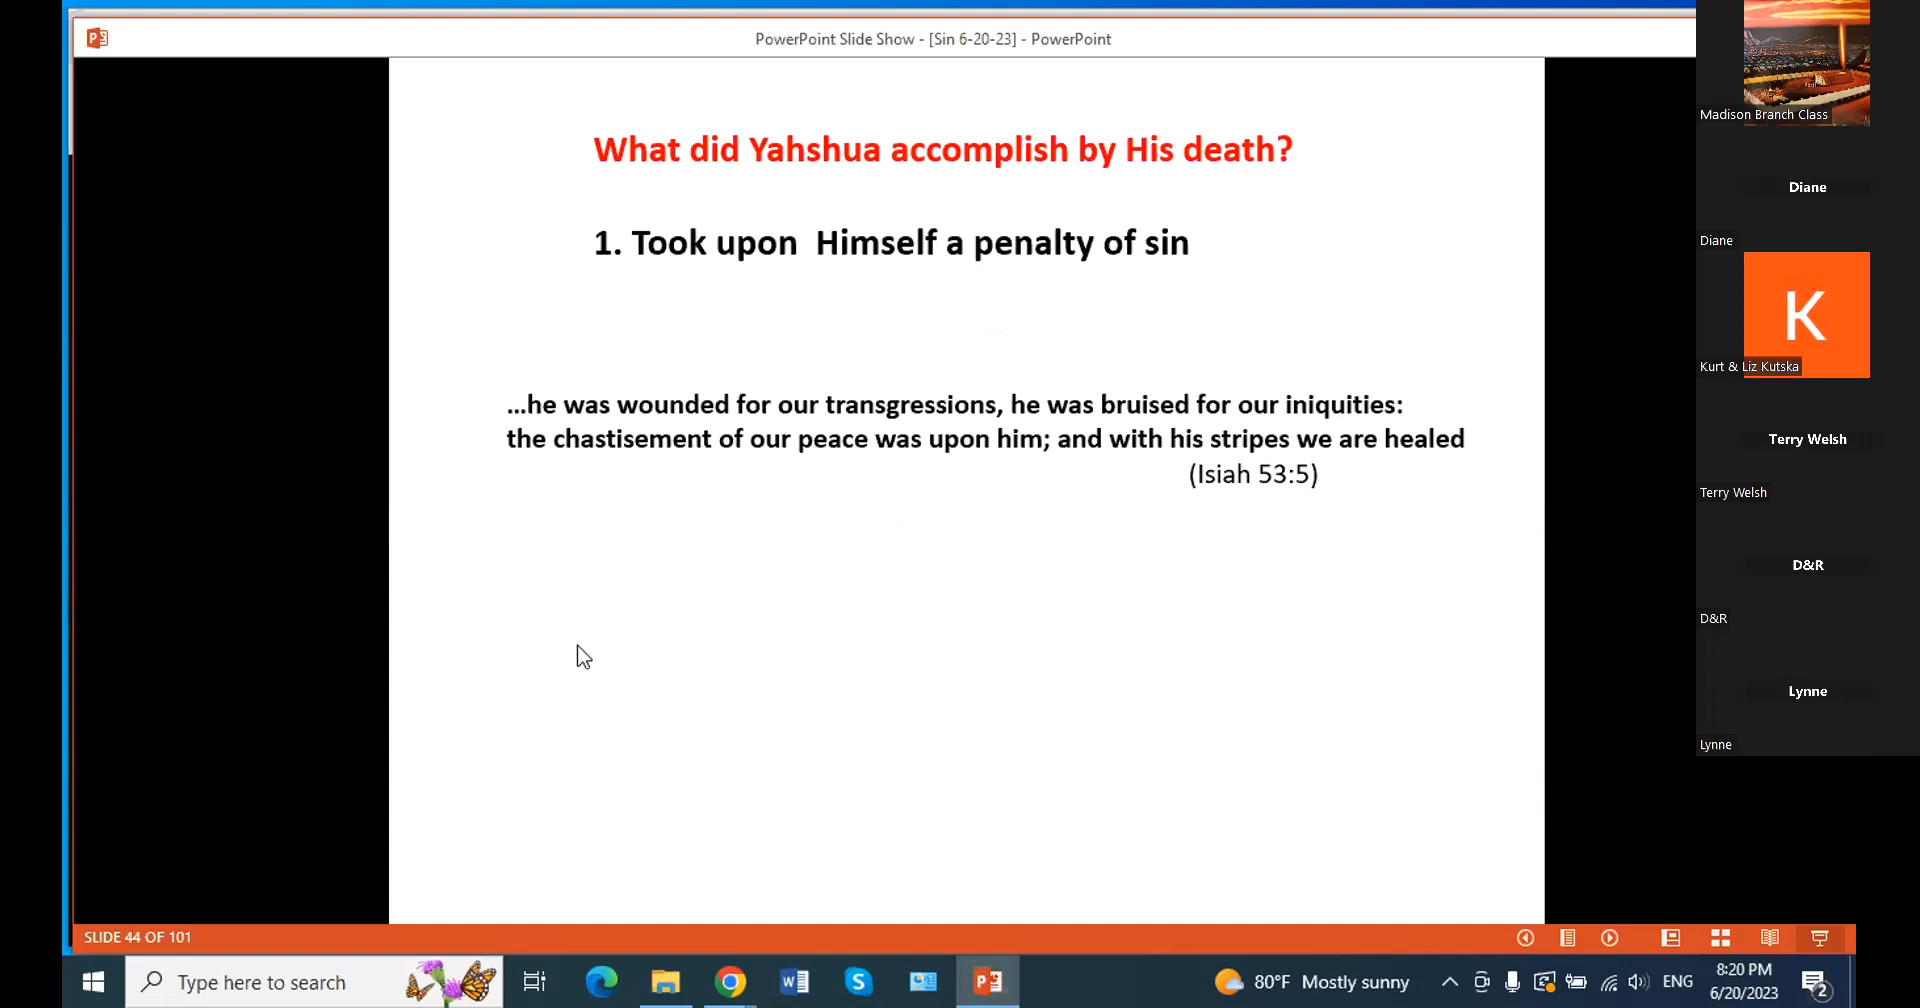 PowerPoint Slide Show - [Sin 6-20-23] - PowerPoint
What did Yahshua accomplish by His death?
1. Took upon  Himself a penalty of sin
...he was wounded for our transgressions, he was bruised for our iniquities:
the chastisement of our peace was upon him; and with his stripes we are healed
(Isiah 53:5)
Madison Branch Class
Diane
Diane
K
Kurt & Liz Kutska
Terry Welsh
Terry Welsh
D&R
D&R
Lynne
Lynne
SLIDE 44 OF 101
Type here to search
80°F Mostly sunny
ENG
8:20 PM
6/20/2023
2